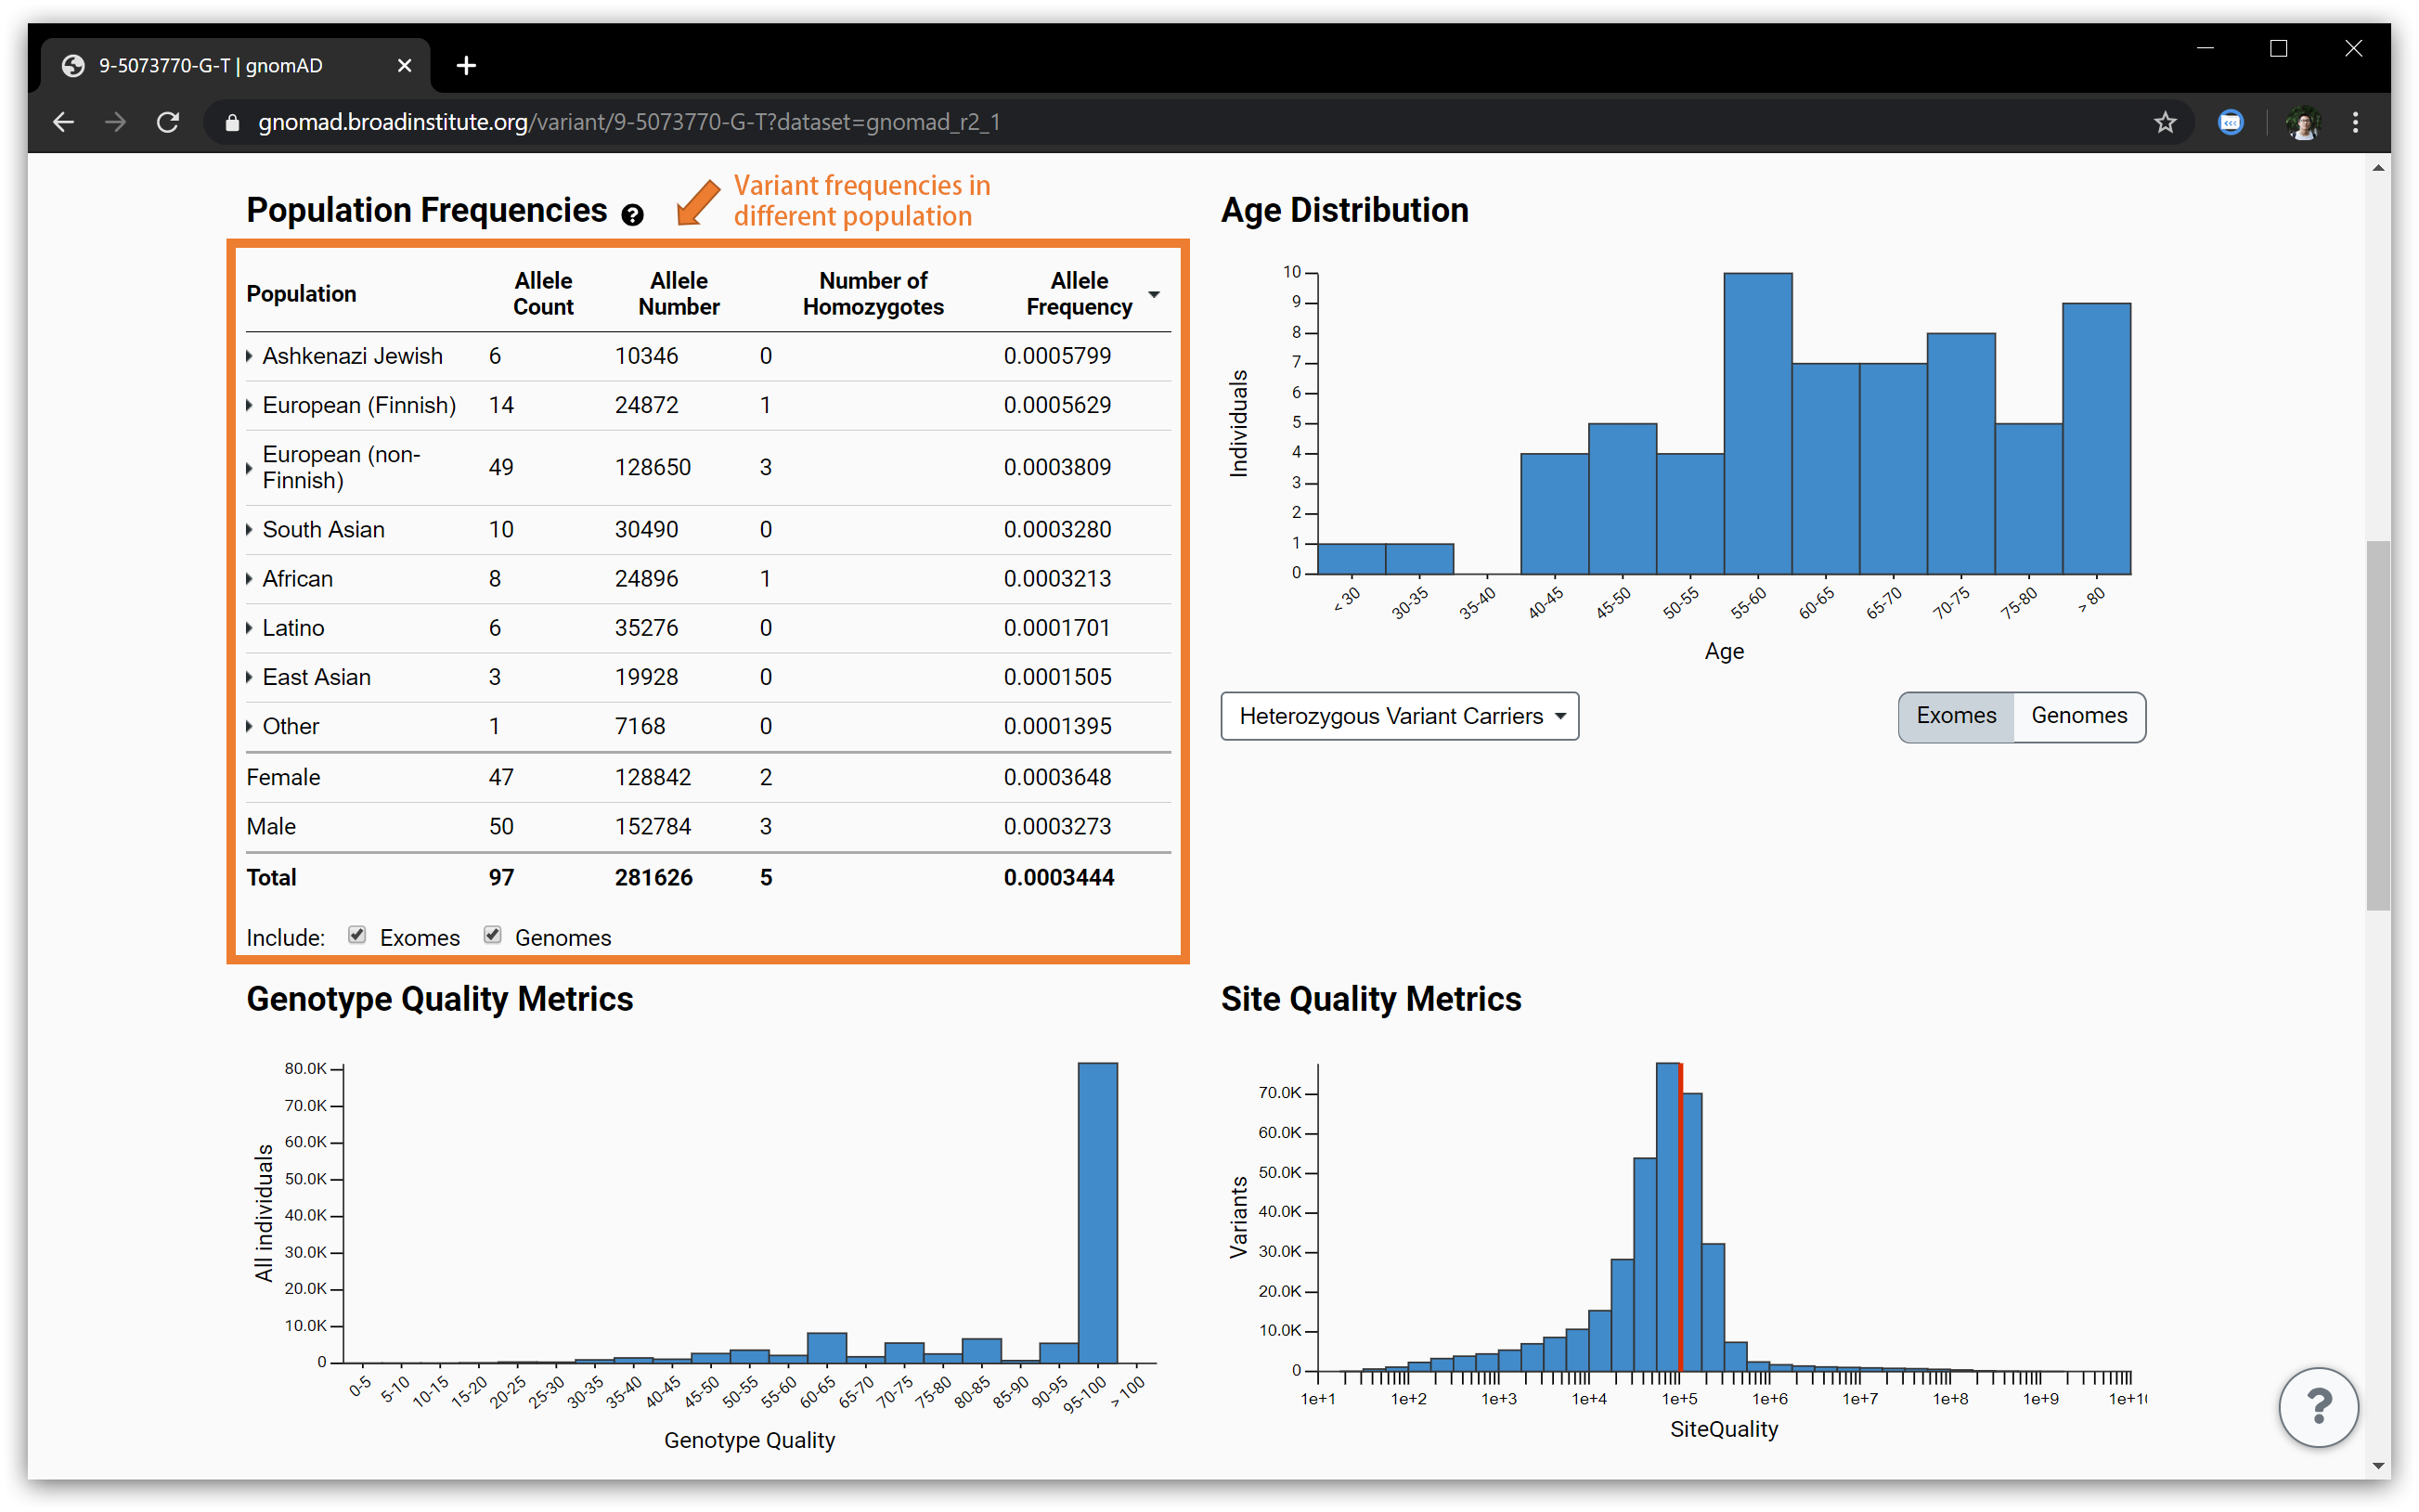 9-5073770-G-T | gnomAD
gnomad.broadinstitute.org/variant/9-5073770-G-T?dataset=gnomad_r2_1
Population Frequencies ?
Variant frequencies in
different population
Population Allele Count Allele Number Number of Homozygotes Allele Frequency
Ashkenazi Jewish 6 10346 0 0.0005799
European (Finnish) 14 24872 1 0.0005629
European (non-
Finnish) 49 128650 3 0.0003809
South Asian 10 30490 0 0.0003280
African 8 24896 1 0.0003213
Latino 6 35276 0 0.0001701
East Asian 3 19928 0 0.0001505
Other 1 7168 0 0.0001395
Female 47 128842 2 0.0003648
Male 50 152784 3 0.0003273
Total 97 281626 5 0.0003444
Include: Exomes Genomes
Age Distribution
Individuals
10
9
8
7
6
5
4
3
2
1
0
< 30 30-35 35-40 40-45 45-50 50-55 55-60 60-65 65-70 70-75 75-80 > 80
Age
Heterozygous Variant Carriers
Exomes Genomes
Genotype Quality Metrics
All individuals
80.0K
70.0K
60.0K
50.0K
40.0K
30.0K
20.0K
10.0K
0
0-5 5-10 10-15 15-20 20-25 25-30 30-35 35-40 40-45 45-50 50-55 55-60 60-65 65-70 70-75 75-80 80-85 85-90 90-95 95-100 > 100
Genotype Quality
Site Quality Metrics
Variants
70.0K
60.0K
50.0K
40.0K
30.0K
20.0K
10.0K
0
1e+1 1e+2 1e+3 1e+4 1e+5 1e+6 1e+7 1e+8 1e+9 1e+10
SiteQuality
?